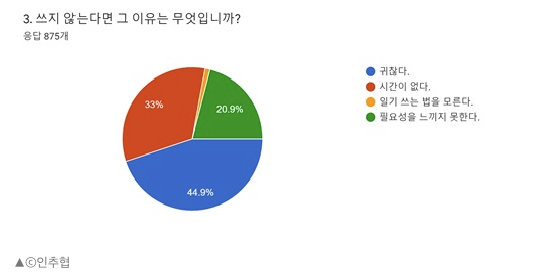 3. 쓰지 않는다면 그 이유는 무엇입니까?
응답 875개
귀찮다.
시간이 없다.
일기 쓰는 법을 모른다.
필요성을 느끼지 못한다.
33%
20.9%
44.9%
▲ⓒ인추협